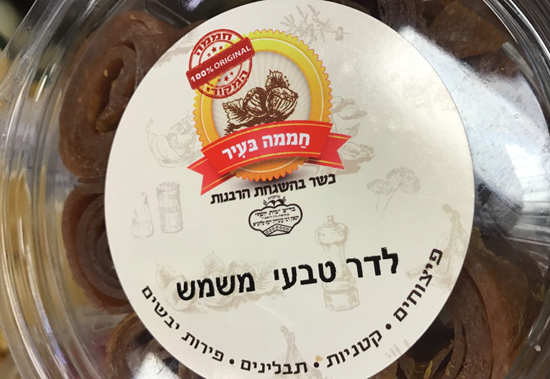 חממה
100% ORIGINAL
המקורי
חממה בעיר
כשר בהשגחת הרבנות
לדר טבעי משמש
פיצוחים • קטניות • תבלינים • פירות יבשים